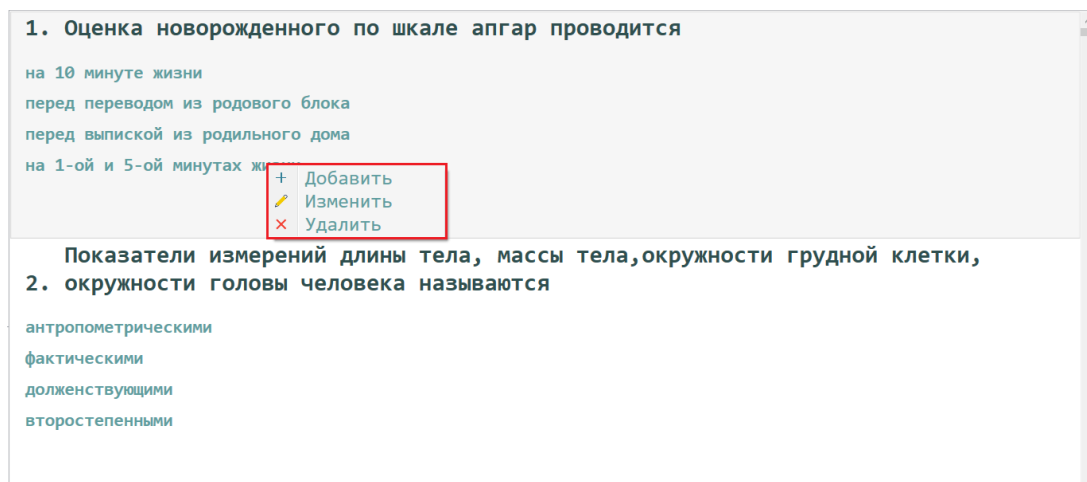 1. Оценка новорожденного по шкале апгар проводится
на 10 минуте жизни
перед переводом из родового блока
перед выпиской из родильного дома
на 1-ой и 5-ой минутах
+ Добавить
Изменить
× Удалить
Показатели измерений длины тела, массы тела,окружности грудной клетки,
2. окружности головы человека называются
антропометрическими
фактическими
долженствующими
второстепенными